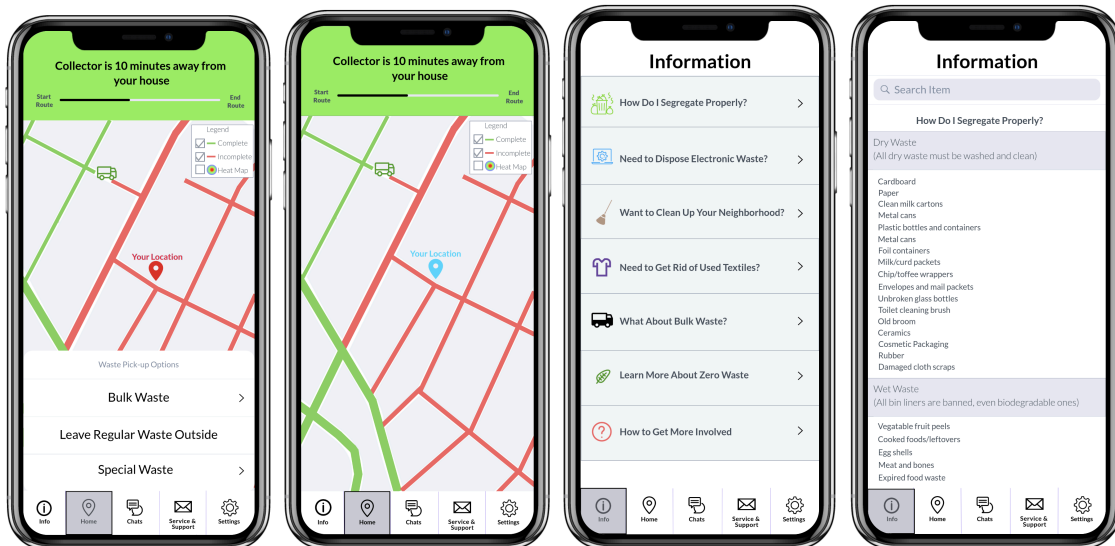 Collector is 10 minutes away from
your house
Start
Route
End
Route
Legend
Complete
Incomplete
Heat Map
Your Location
Waste Pick-up Options
Bulk Waste
Leave Regular Waste Outside
Special Waste
Info
Home
Chats
Service &
Support
Settings
Collector is 10 minutes away from
your house
Start
Route
End
Route
Legend
Complete
Incomplete
Heat Map
Your Location
Info
Home
Chats
Service &
Support
Settings
Information
How Do I Segregate Properly?
Need to Dispose Electronic Waste?
Want to Clean Up Your Neighborhood?
Need to Get Rid of Used Textiles?
What About Bulk Waste?
Learn More About Zero Waste
How to Get More Involved
Info
Home
Chats
Service &
Support
Settings
Information
Search Item
How Do I Segregate Properly?
Dry Waste
(All dry waste must be washed and clean)
Cardboard
Paper
Clean milk cartons
Metal cans
Plastic bottles and containers
Metal cans
Foil containers
Milk/curd packets
Chip/toffee wrappers
Envelopes and mail packets
Unbroken glass bottles
Toilet cleaning brush
Old broom
Ceramics
Cosmetic Packaging
Rubber
Damaged cloth scraps
Wet Waste
(All bin liners are banned, even biodegradable ones)
Vegatable fruit peels
Cooked foods/leftovers
Egg shells
Meat and bones
Expired food waste
Info
Home
Chats
Service &
Support
Settings